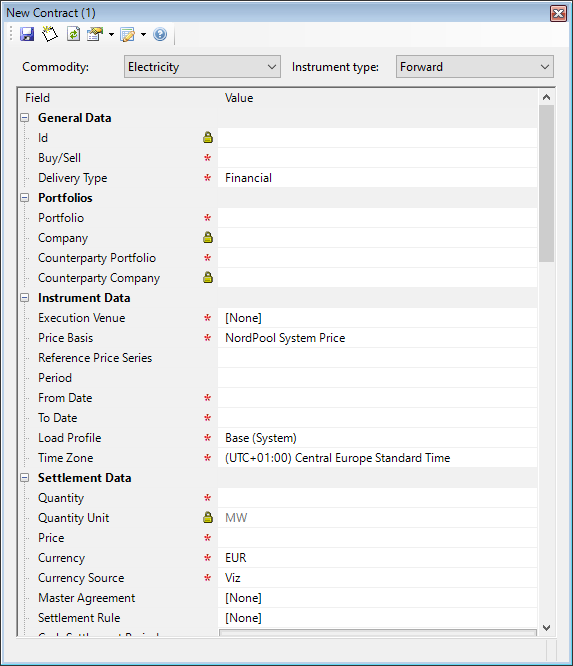 New Contract (1)
Commodity: Electricity Instrument type: Forward
Field Value
General Data
Id
Buy/Sell *
Delivery Type * Financial
Portfolios
Portfolio *
Company
Counterparty Portfolio *
Counterparty Company
Instrument Data
Execution Venue * [None]
Price Basis * NordPool System Price
Reference Price Series
Period
From Date *
To Date *
Load Profile * Base (System)
Time Zone * (UTC+01:00) Central Europe Standard Time
Settlement Data
Quantity *
Quantity Unit MW
Price *
Currency * EUR
Currency Source * Viz
Master Agreement [None]
Settlement Rule [None]